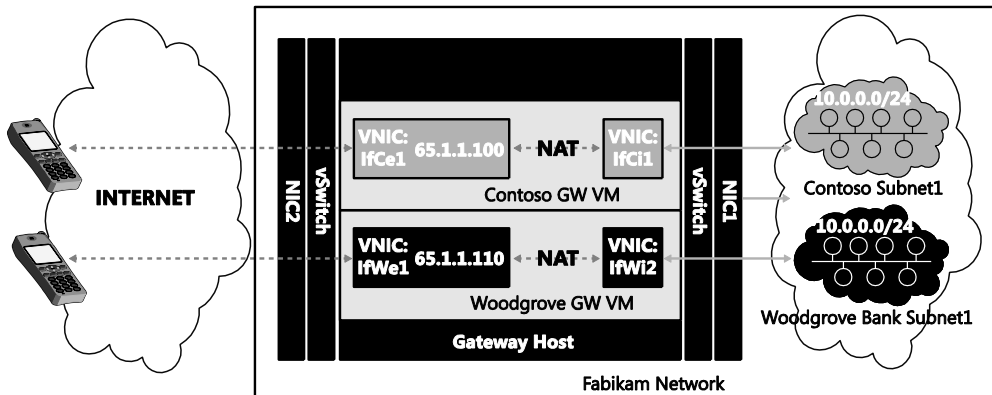 INTERNET
NIC2
vSwitch
VNIC:
IfCe1
65.1.1.100
NAT
VNIC:
IfCi1
Contoso GW VM
VNIC:
IfWe1
65.1.1.110
NAT
VNIC:
IfWi2
Woodgrove GW VM
Gateway Host
vSwitch
NIC1
10.0.0.0/24
Contoso Subnet1
10.0.0.0/24
Woodgrove Bank Subnet1
Fabikam Network